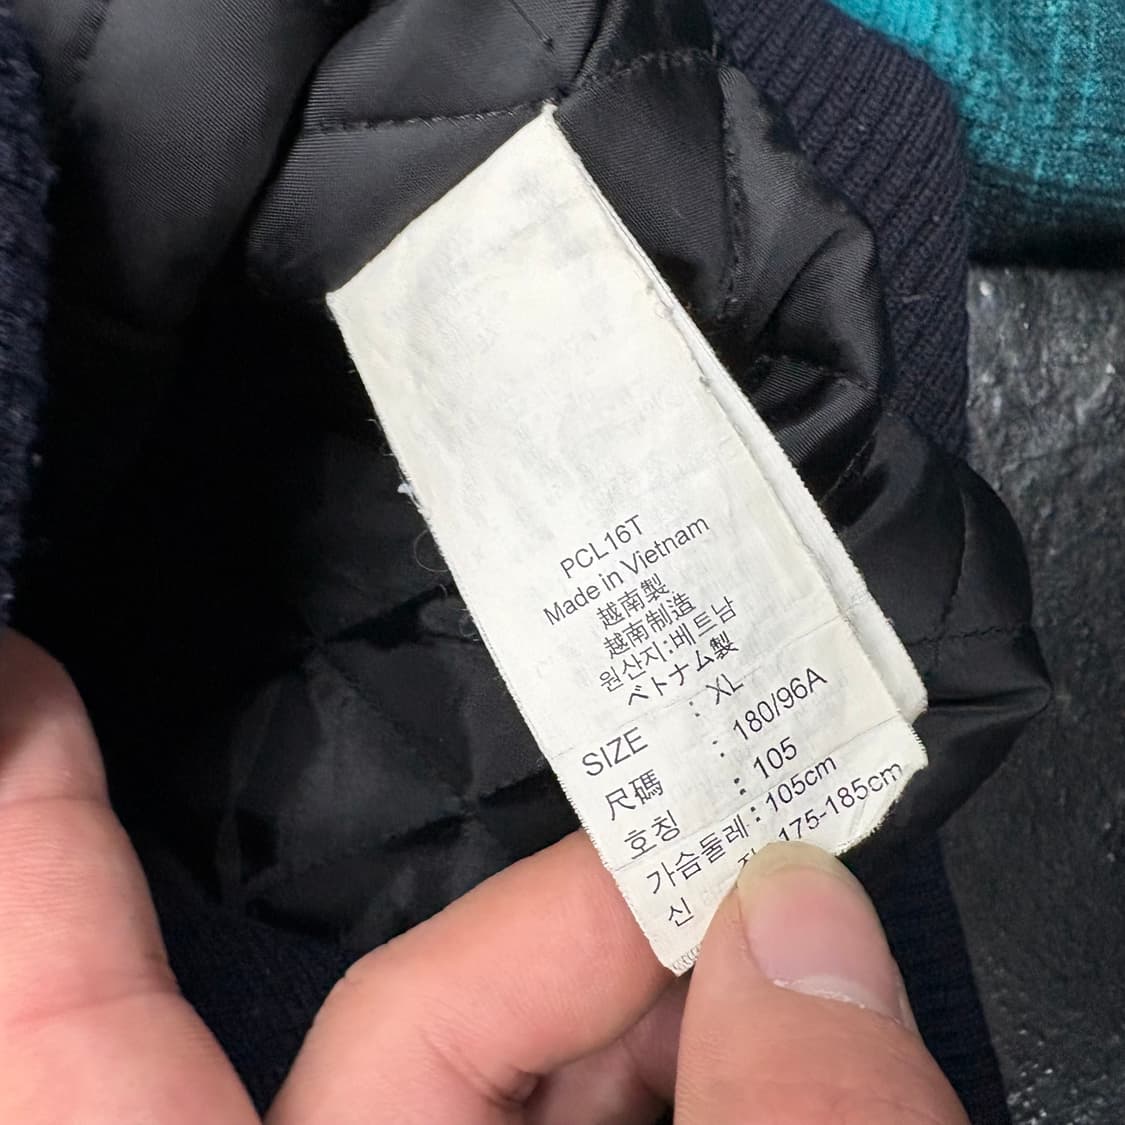 PCL16T
Made in Vietnam
越南製
越南制造
원산지:베트남
ベトナム製
SIZE : XL
尺碼 : 180/96A
호칭 : 105
가슴둘레 : 105cm
신 175-185cm